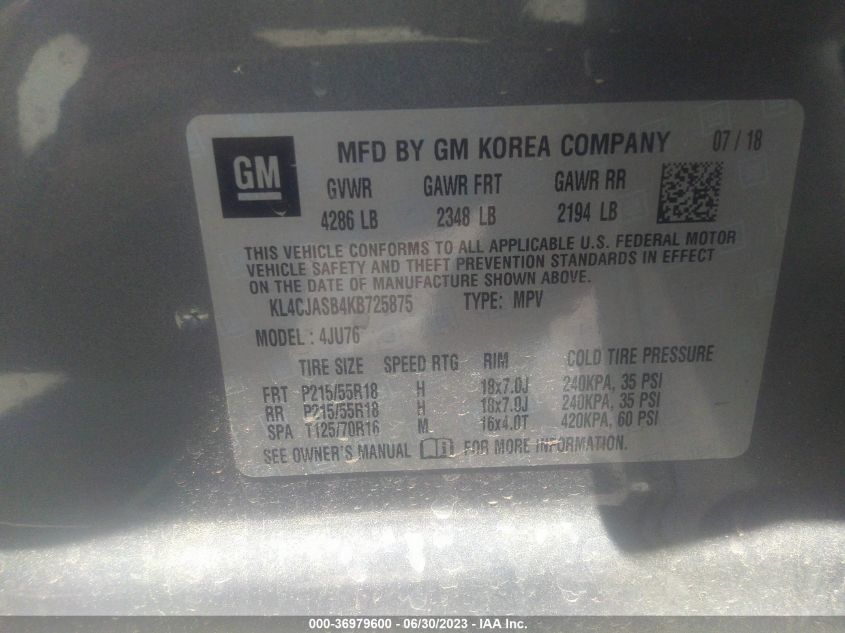 GM
MFD BY GM KOREA COMPANY 07 / 18
GVWR GAWR FRT GAWR RR
4286 LB 2348 LB 2194 LB
THIS VEHICLE CONFORMS TO ALL APPLICABLE U.S. FEDERAL MOTOR
VEHICLE SAFETY AND THEFT PREVENTION STANDARDS IN EFFECT
ON THE DATE OF MANUFACTURE SHOWN ABOVE.
KL4CJASB4KB725875 TYPE: MPV
MODEL : 4JU76
TIRE SIZE SPEED RTG RIM COLD TIRE PRESSURE
FRT P215/55R18 H 18x7.0J 240KPA, 35 PSI
RR P215/55R18 H 18x7.0J 240KPA, 35 PSI
SPA T125/70R16 M 16x4.0T 420KPA, 60 PSI
SEE OWNER'S MANUAL FOR MORE INFORMATION.
000-36979600 - 06/30/2023 - IAA Inc.